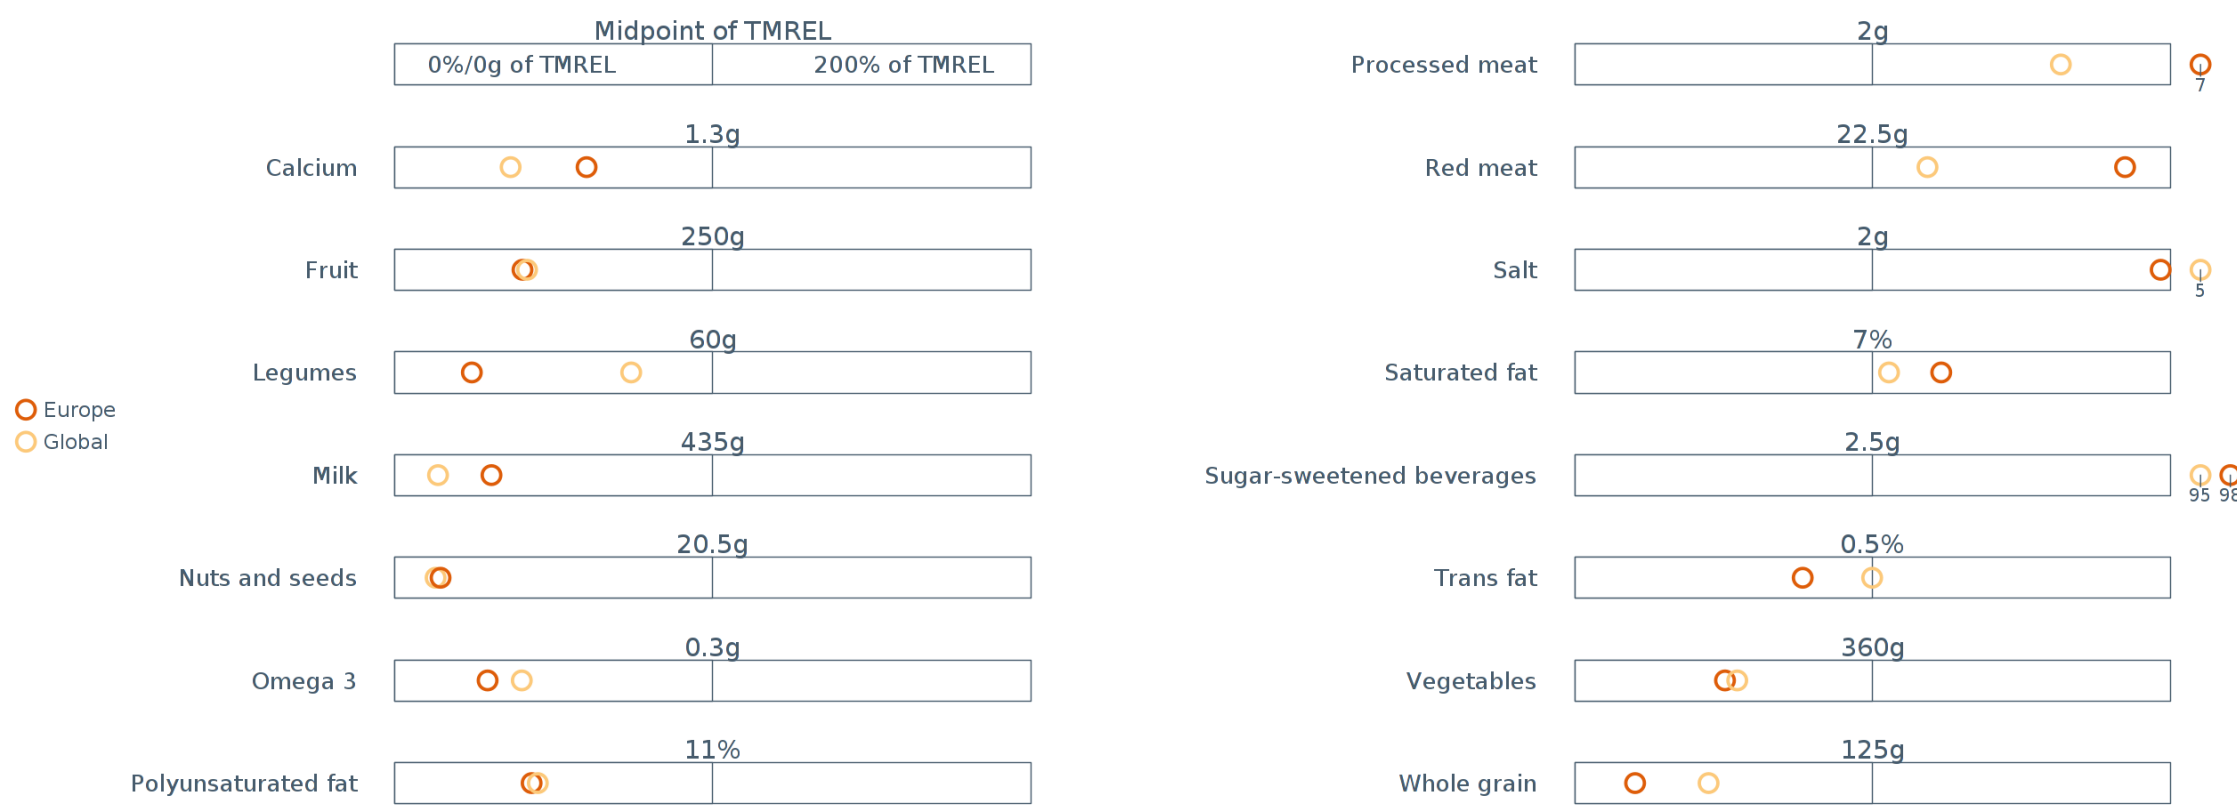 Midpoint of TMREL
0%/0g of TMREL
200% of TMREL
1.3g
Calcium
250g
Fruit
60g
Legumes
435g
Milk
20.5g
Nuts and seeds
0.3g
Omega 3
11%
Polyunsaturated fat
Europe
Global
2g
Processed meat
7
22.5g
Red meat
2g
Salt
5
7%
Saturated fat
2.5g
Sugar-sweetened beverages
95 98
0.5%
Trans fat
360g
Vegetables
125g
Whole grain